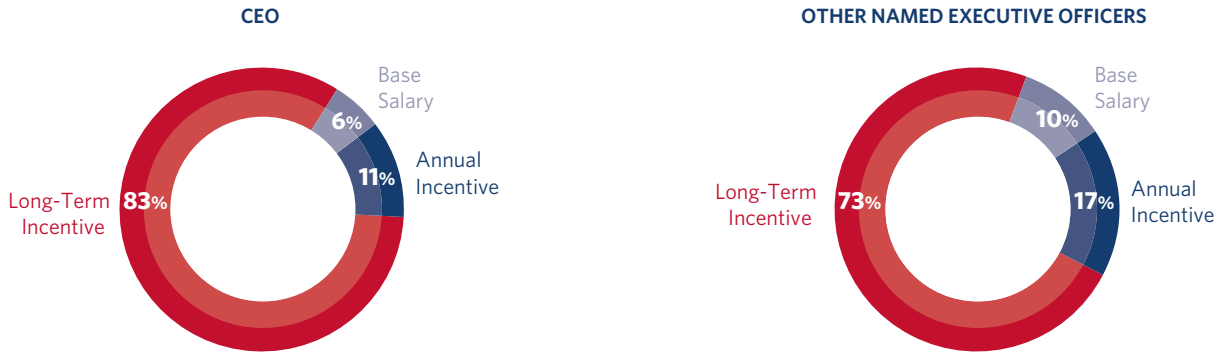 CEO
Base
Salary
6%
11%
Annual
Incentive
Long-Term
Incentive
83%
OTHER NAMED EXECUTIVE OFFICERS
Base
Salary
10%
17%
Annual
Incentive
Long-Term
Incentive
73%